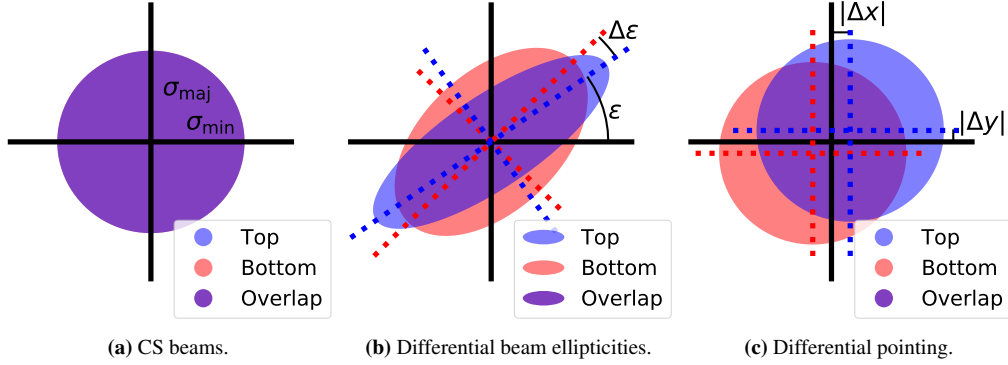 σmaj
σmin
Top
Bottom
Overlap
(a) CS beams.
Δε
ε
Top
Bottom
Overlap
(b) Differential beam ellipticities.
|Δx|
|Δy|
Top
Bottom
Overlap
(c) Differential pointing.